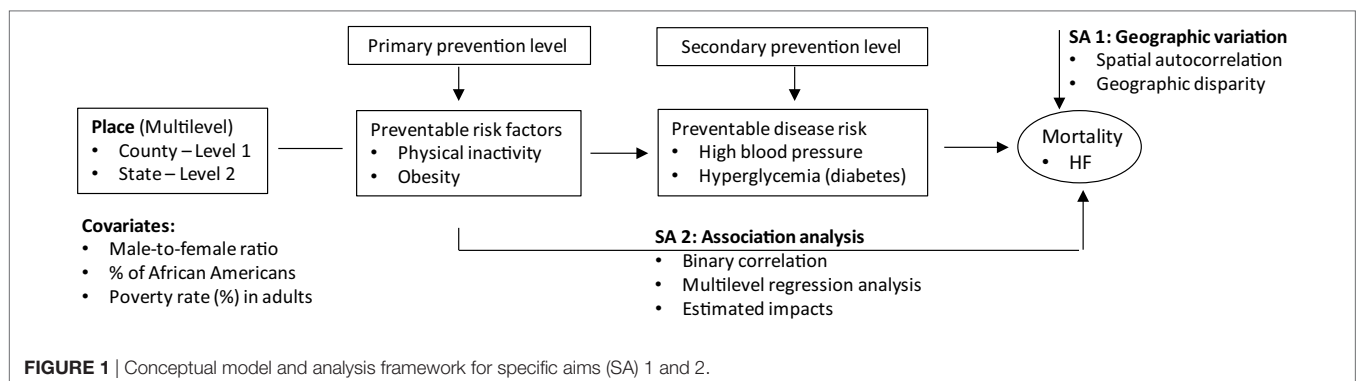 Primary prevention level
Secondary prevention level
SA 1: Geographic variation
• Spatial autocorrelation
• Geographic disparity
Place (Multilevel)
• County – Level 1
• State – Level 2
Preventable risk factors
• Physical inactivity
• Obesity
Preventable disease risk
• High blood pressure
• Hyperglycemia (diabetes)
Mortality
• HF
Covariates:
• Male-to-female ratio
• % of African Americans
• Poverty rate (%) in adults
SA 2: Association analysis
• Binary correlation
• Multilevel regression analysis
• Estimated impacts
FIGURE 1 | Conceptual model and analysis framework for specific aims (SA) 1 and 2.